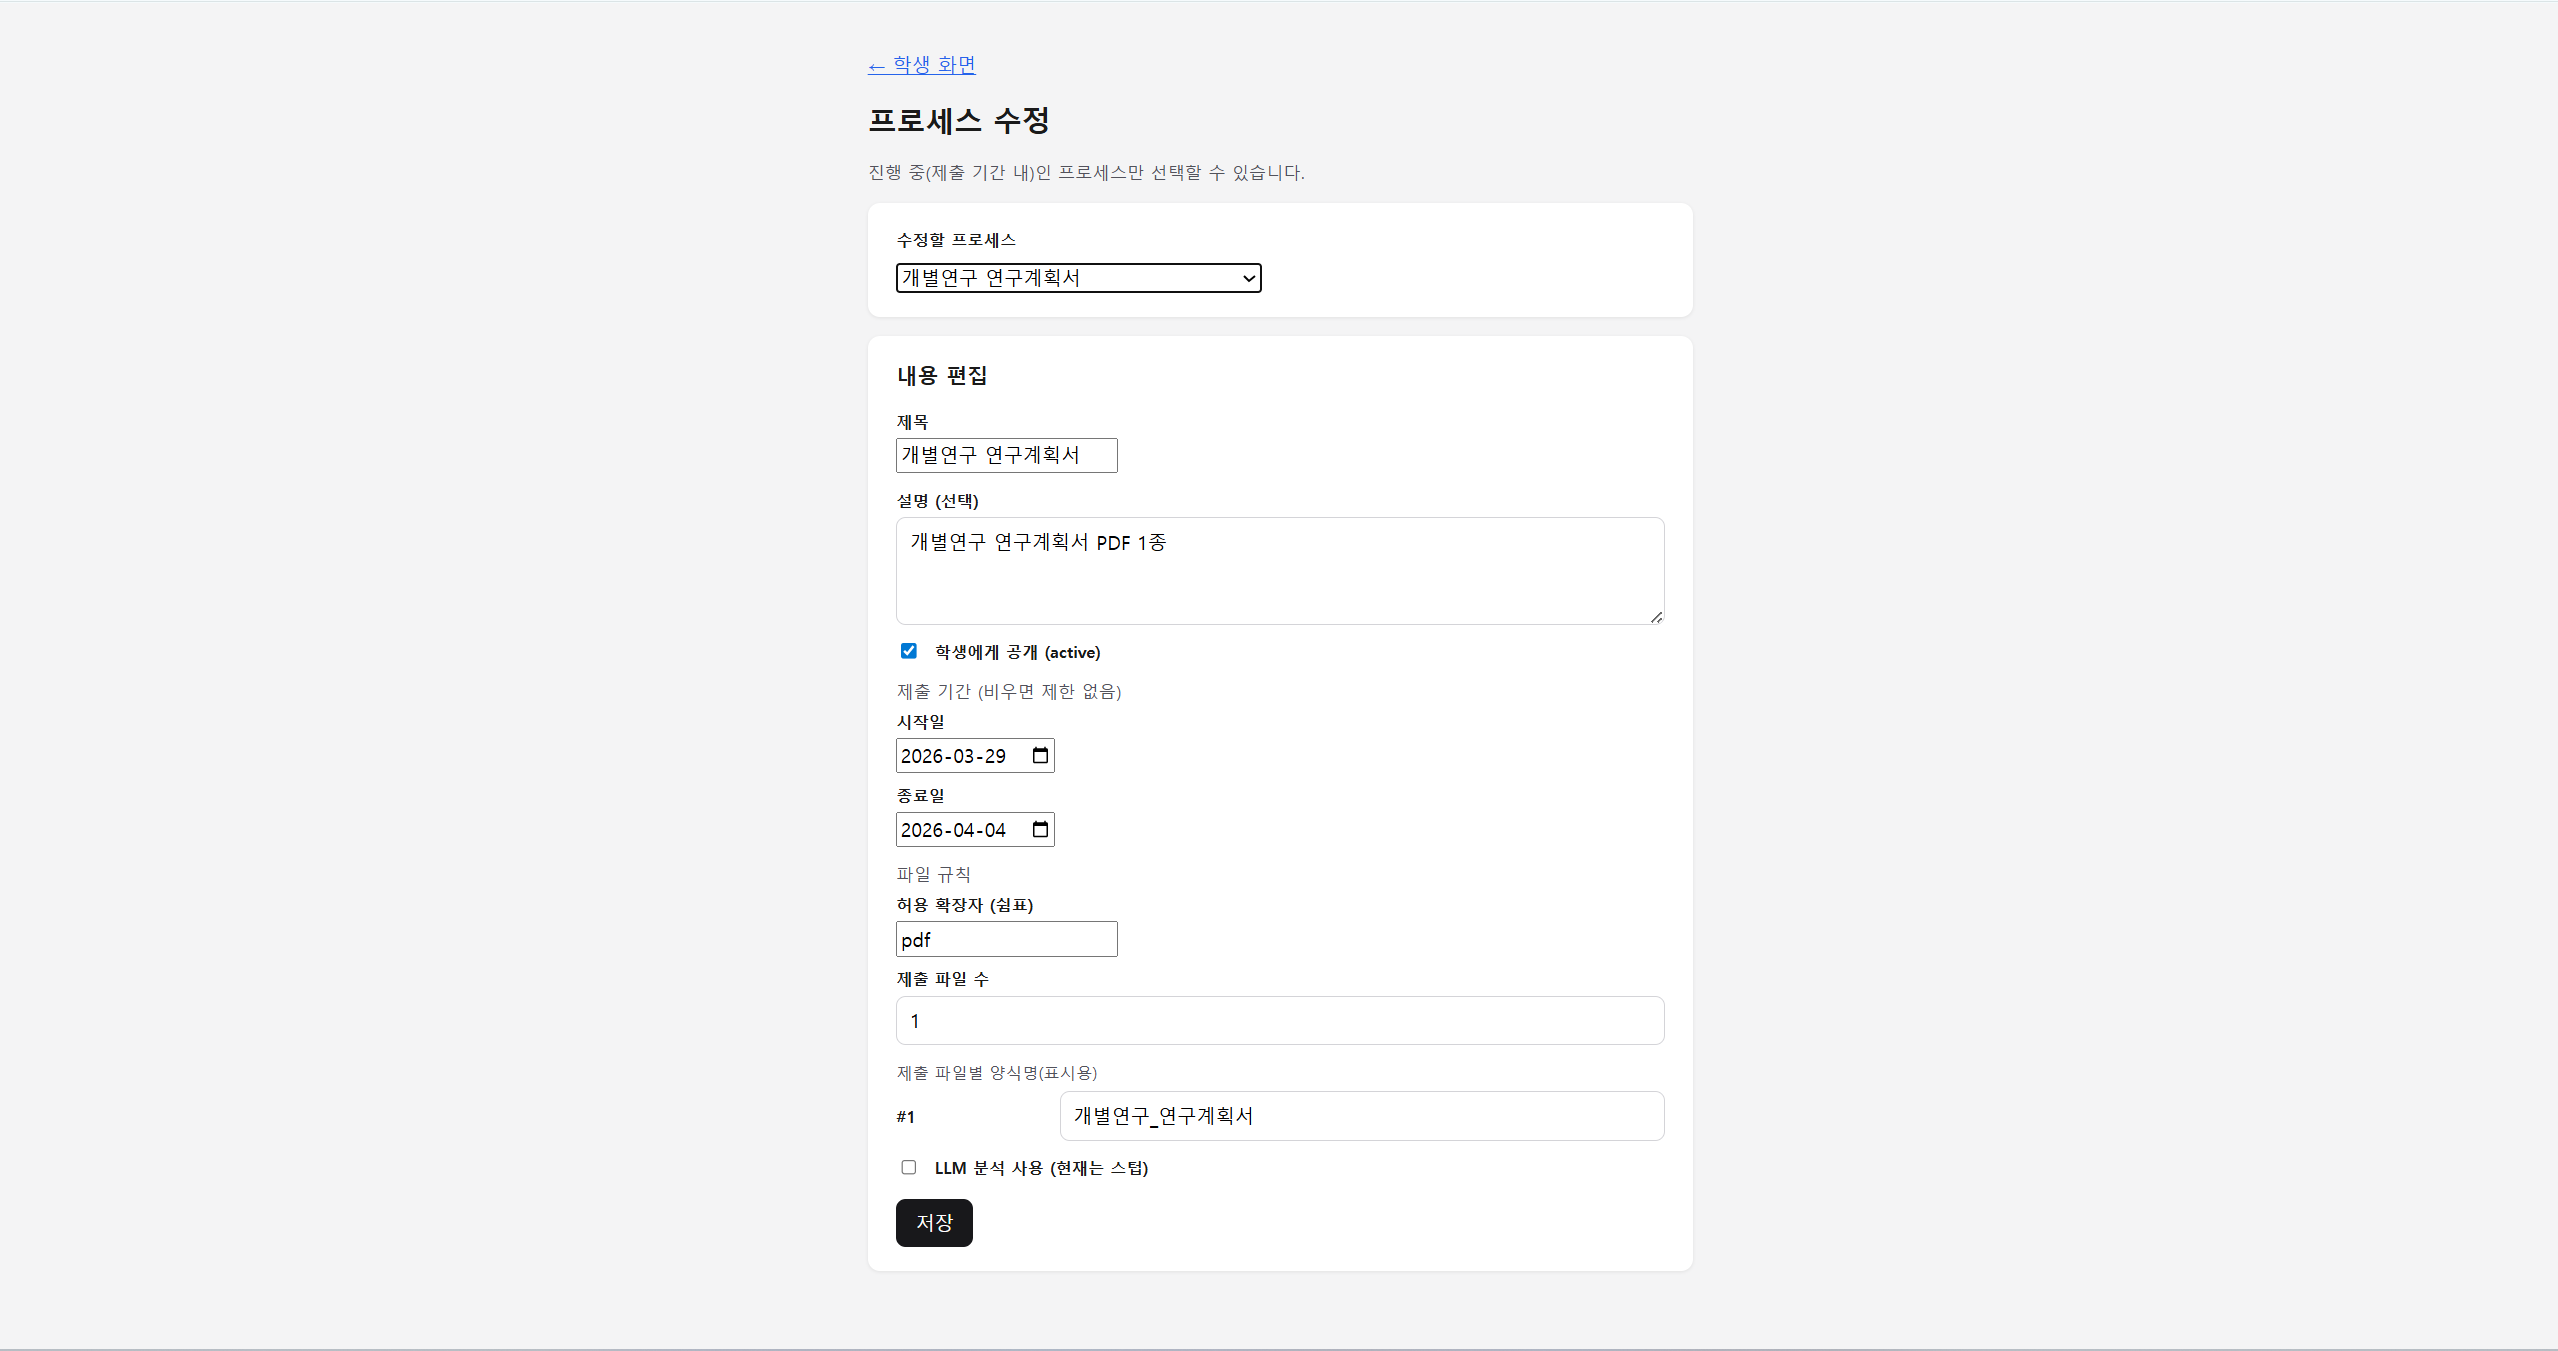 ← 학생 화면
프로세스 수정
진행 중(제출 기간 내)인 프로세스만 선택할 수 있습니다.
수정할 프로세스
개별연구 연구계획서
내용 편집
제목
개별연구 연구계획서
설명 (선택)
개별연구 연구계획서 PDF 1종
학생에게 공개 (active)
제출 기간 (비우면 제한 없음)
시작일
2026-03-29
종료일
2026-04-04
파일 규칙
허용 확장자 (쉼표)
pdf
제출 파일 수
1
제출 파일별 양식명(표시용)
#1 개별연구_연구계획서
LLM 분석 사용 (현재는 스텁)
저장